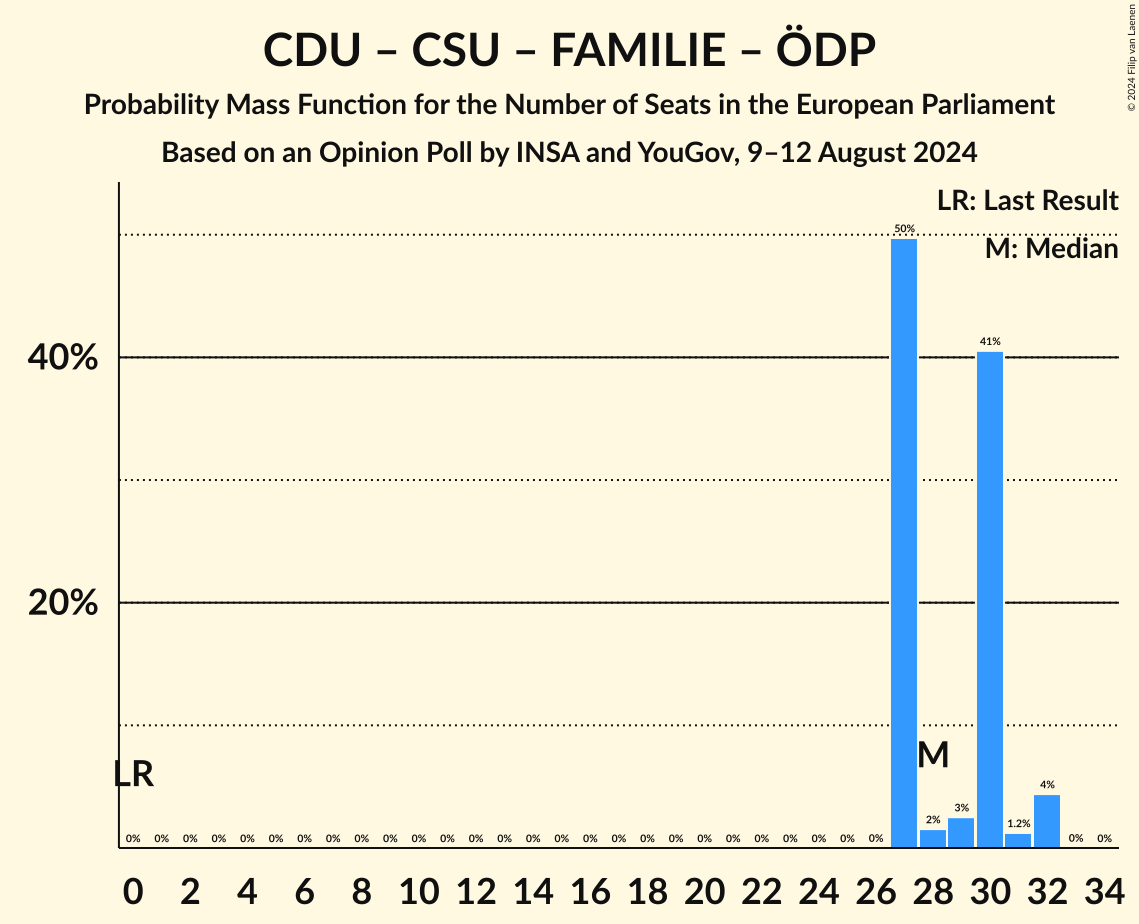 CDU – CSU – FAMILIE – ÖDP
Probability Mass Function for the Number of Seats in the European Parliament
Based on an Opinion Poll by INSA and YouGov, 9–12 August 2024
© 2024 Filip van Laenen
LR: Last Result
M: Median
50%
41%
40%
20%
M
LR
4%
3%
2%
1.2%
0% 0% 0% 0% 0% 0% 0% 0% 0% 0% 0% 0% 0% 0% 0% 0% 0% 0% 0% 0% 0% 0% 0% 0% 0% 0% 0% 0% 0%
0 2 4 6 8 10 12 14 16 18 20 22 24 26 28 30 32 34